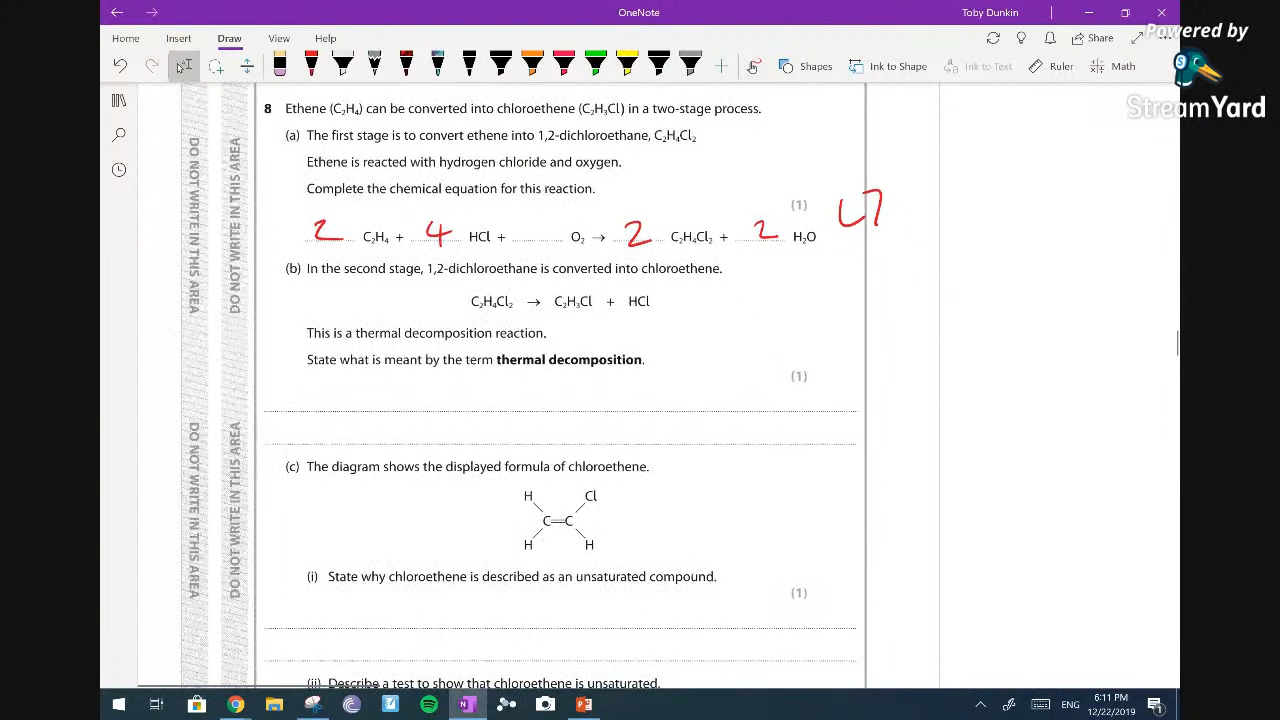 OneNote
Toby Dunkin
Powered by
StreamYard
Home Insert Draw View Help
Share
Shapes Ink to Shape Ink to Text Ruler Math
DO NOT WRITE IN THIS AREA
DO NOT WRITE IN THIS AREA
8 Ethene (C₂H₄) can be converted into chloroethene (C₂H₃Cl) in a two-stage process.
(a) The first stage is to convert ethene into 1,2-dichloroethane, C₂H₄Cl₂
Ethene is reacted with hydrogen chloride and oxygen.
Complete the chemical equation for this reaction.
(1)
2 C₂H₄ + 4 HCl + ............ O₂ → 2 C₂H₄Cl₂ + 2 H₂O
(b) In the second stage, 1,2-dichloroethane is converted into chloroethene.
C₂H₄Cl₂ → C₂H₃Cl + HCl
This is a thermal decomposition reaction.
State what is meant by the term thermal decomposition.
(1)
DO NOT WRITE IN THIS AREA
DO NOT WRITE IN THIS AREA
(c) The diagram shows the displayed formula of chloroethene.
H Cl
C=C
H H
(i) State why chloroethene is described as an unsaturated compound.
(1)
(ii) Describe a test to show that chloroethene is unsaturated.
ENG
6:11 PM
12/22/2019
1